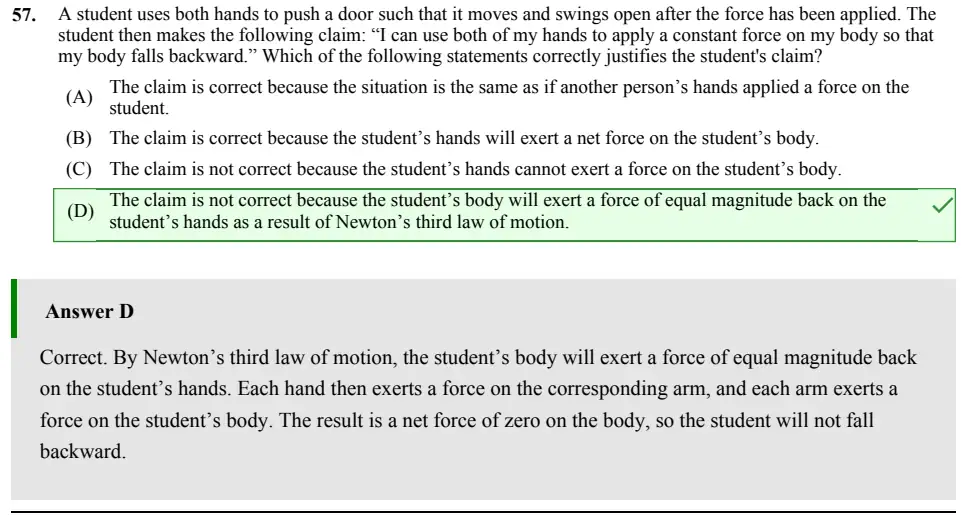 57. A student uses both hands to push a door such that it moves and swings open after the force has been applied. The
student then makes the following claim: “I can use both of my hands to apply a constant force on my body so that
my body falls backward.” Which of the following statements correctly justifies the student's claim?
(A) The claim is correct because the situation is the same as if another person’s hands applied a force on the
student.
(B) The claim is correct because the student’s hands will exert a net force on the student’s body.
(C) The claim is not correct because the student’s hands cannot exert a force on the student’s body.
(D) The claim is not correct because the student’s body will exert a force of equal magnitude back on the
student’s hands as a result of Newton’s third law of motion.
Answer D
Correct. By Newton’s third law of motion, the student’s body will exert a force of equal magnitude back
on the student’s hands. Each hand then exerts a force on the corresponding arm, and each arm exerts a
force on the student’s body. The result is a net force of zero on the body, so the student will not fall
backward.